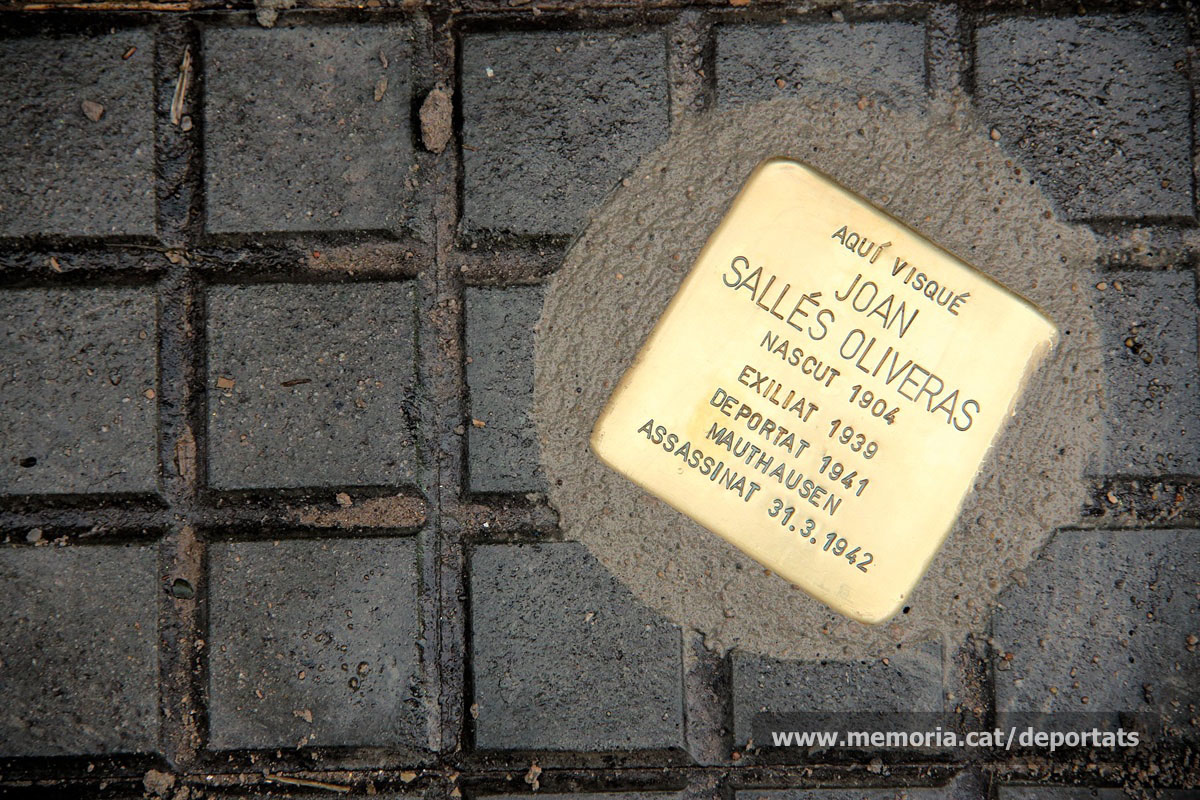 AQUÍ VISQUÉ
JOAN
SALLÉS OLIVERAS
NASCUT 1904
EXILIAT 1939
DEPORTAT 1941
MAUTHAUSEN
ASSASSINAT 31.3.1942
www.memoria.cat/deportats